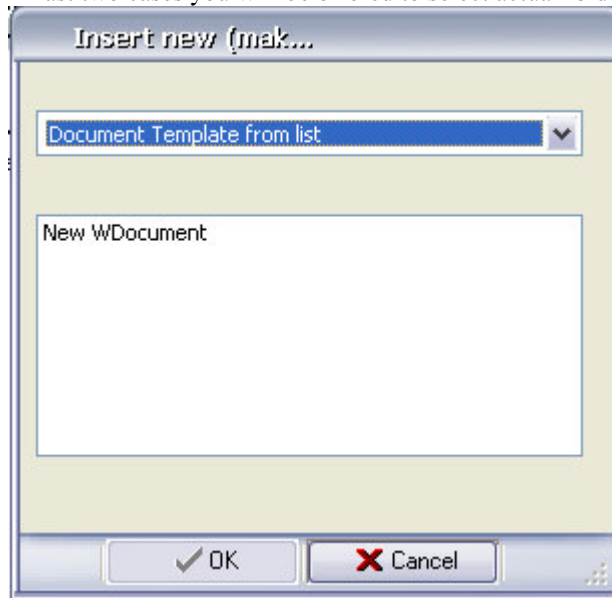 Insert new (mak...
Document Template from list
New WDocument
OK
Cancel